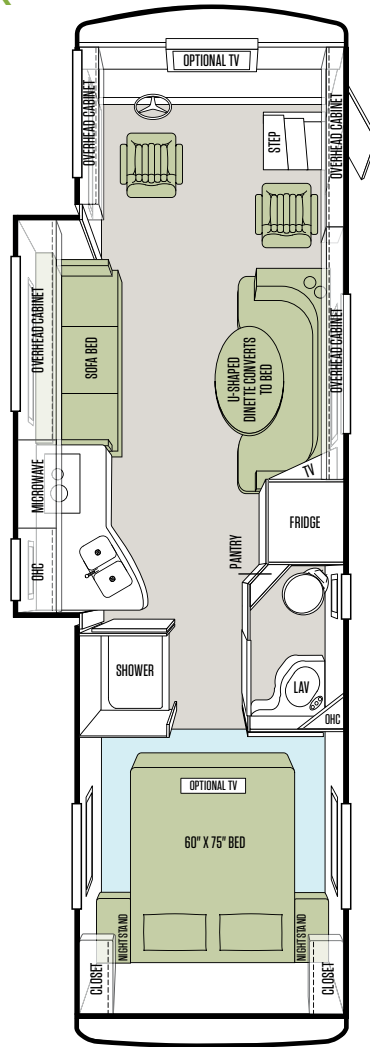 OPTIONAL TV
OVERHEAD CABINET
OVERHEAD CABINET
STEP
OVERHEAD CABINET
SOFA BED
U-SHAPED
DINETTE CONVERTS
TO BED
OVERHEAD CABINET
TV
MICROWAVE
FRIDGE
OHC
PANTRY
SHOWER
LAV
OHC
OPTIONAL TV
60" X 75" BED
NIGHTSTAND
NIGHTSTAND
CLOSET
CLOSET